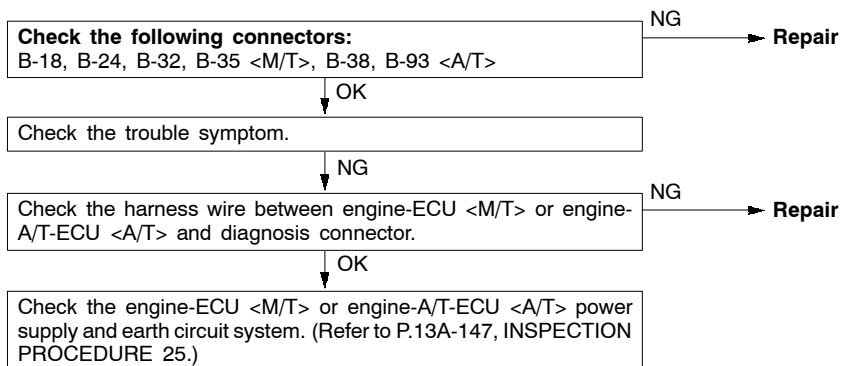 Check the following connectors:
NG
Repair
B-18, B-24, B-32, B-35 <M/T>, B-38, B-93 <A/T>
OK
Check the trouble symptom.
NG
Check the harness wire between engine-ECU <M/T> or engine-
A/T-ECU <A/T> and diagnosis connector.
NG
Repair
OK
Check the engine-ECU <M/T> or engine-A/T-ECU <A/T> power
supply and earth circuit system. (Refer to P.13A-147, INSPECTION
PROCEDURE 25.)